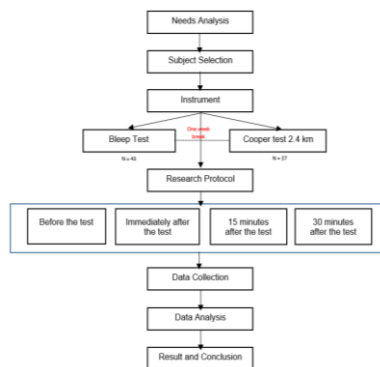 Needs Analysis
Subject Selection
Instrument
One week
break
Bleep Test
Cooper test 2.4 km
N = 40
N = 37
Research Protocol
Before the test
Immediately after
the test
15 minutes
after the test
30 minutes
after the test
Data Collection
Data Analysis
Result and Conclusion